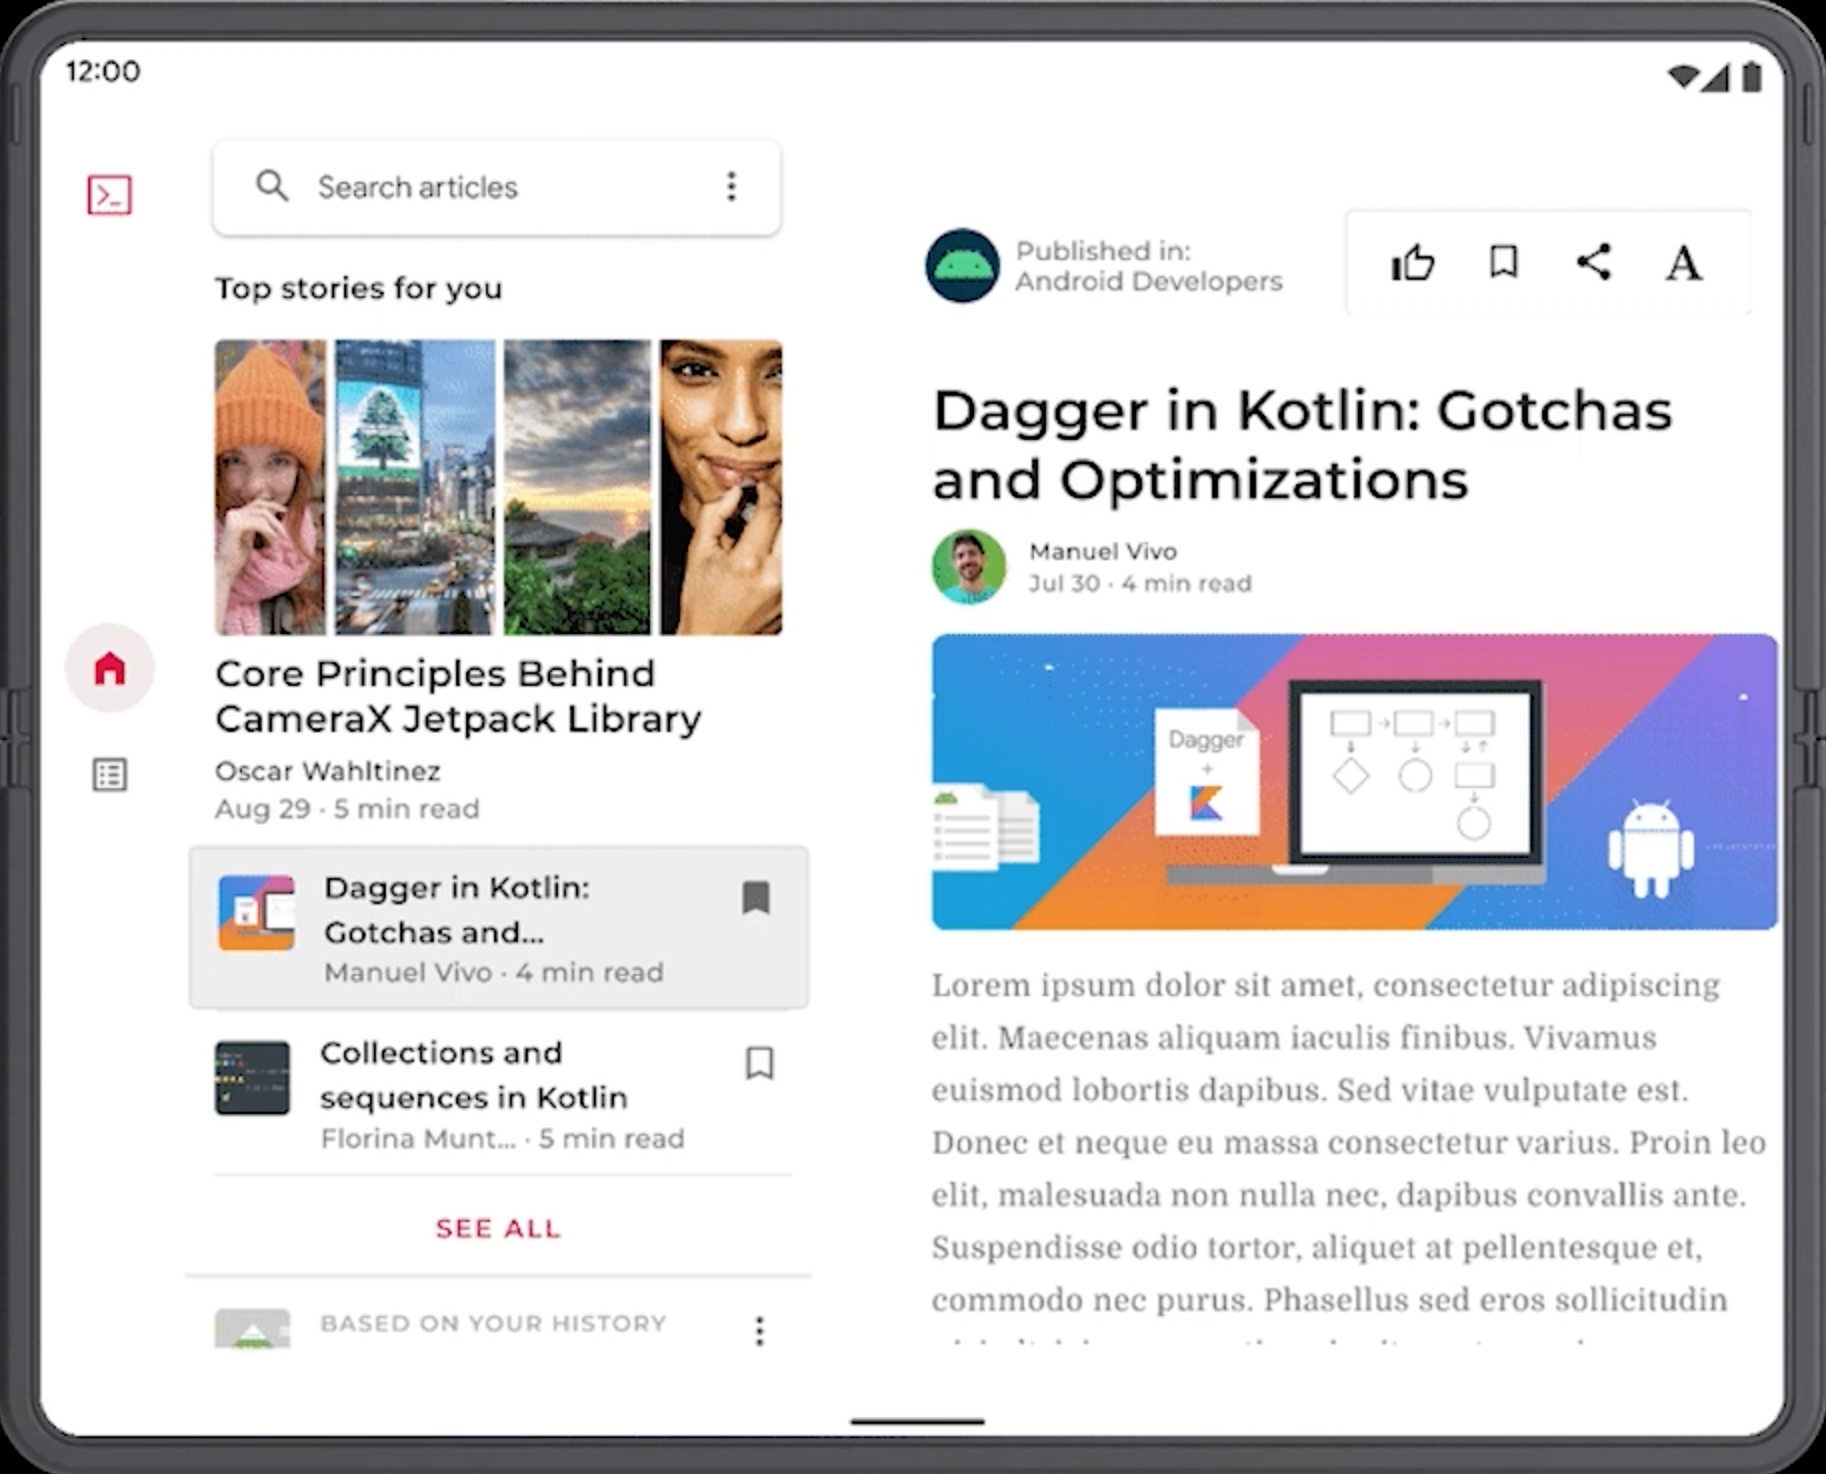 12:00
Search articles
Top stories for you
Core Principles Behind
CameraX Jetpack Library
Oscar Wahltinez
Aug 29 · 5 min read
Dagger in Kotlin:
Gotchas and...
Manuel Vivo · 4 min read
Collections and
sequences in Kotlin
Florina Munt... · 5 min read
SEE ALL
BASED ON YOUR HISTORY
Published in:
Android Developers
A
Dagger in Kotlin: Gotchas
and Optimizations
Manuel Vivo
Jul 30 · 4 min read
Dagger
+
Lorem ipsum dolor sit amet, consectetur adipiscing
elit. Maecenas aliquam iaculis finibus. Vivamus
euismod lobortis dapibus. Sed vitae vulputate est.
Donec et neque eu massa consectetur varius. Proin leo
elit, malesuada non nulla nec, dapibus convallis ante.
Suspendisse odio tortor, aliquet at pellentesque et,
commodo nec purus. Phasellus sed eros sollicitudin